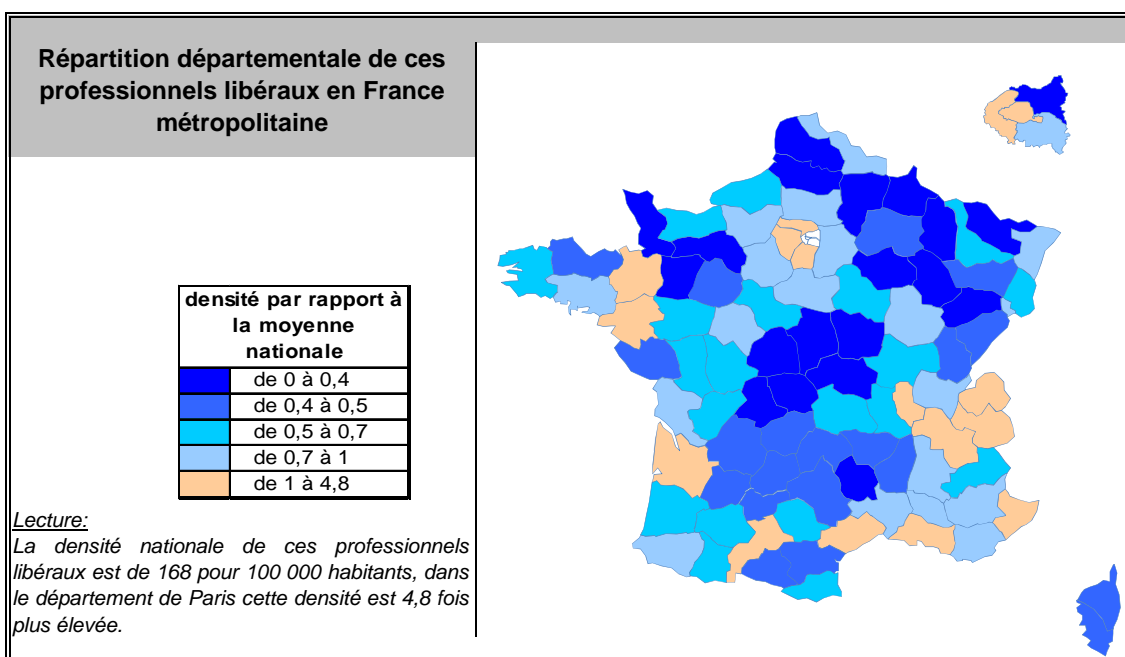 Répartition départementale de ces
professionnels libéraux en France
métropolitaine
densité par rapport à
la moyenne
nationale
de 0 à 0,4
de 0,4 à 0,5
de 0,5 à 0,7
de 0,7 à 1
de 1 à 4,8
Lecture:
La densité nationale de ces professionnels
libéraux est de 168 pour 100 000 habitants, dans
le département de Paris cette densité est 4,8 fois
plus élevée.